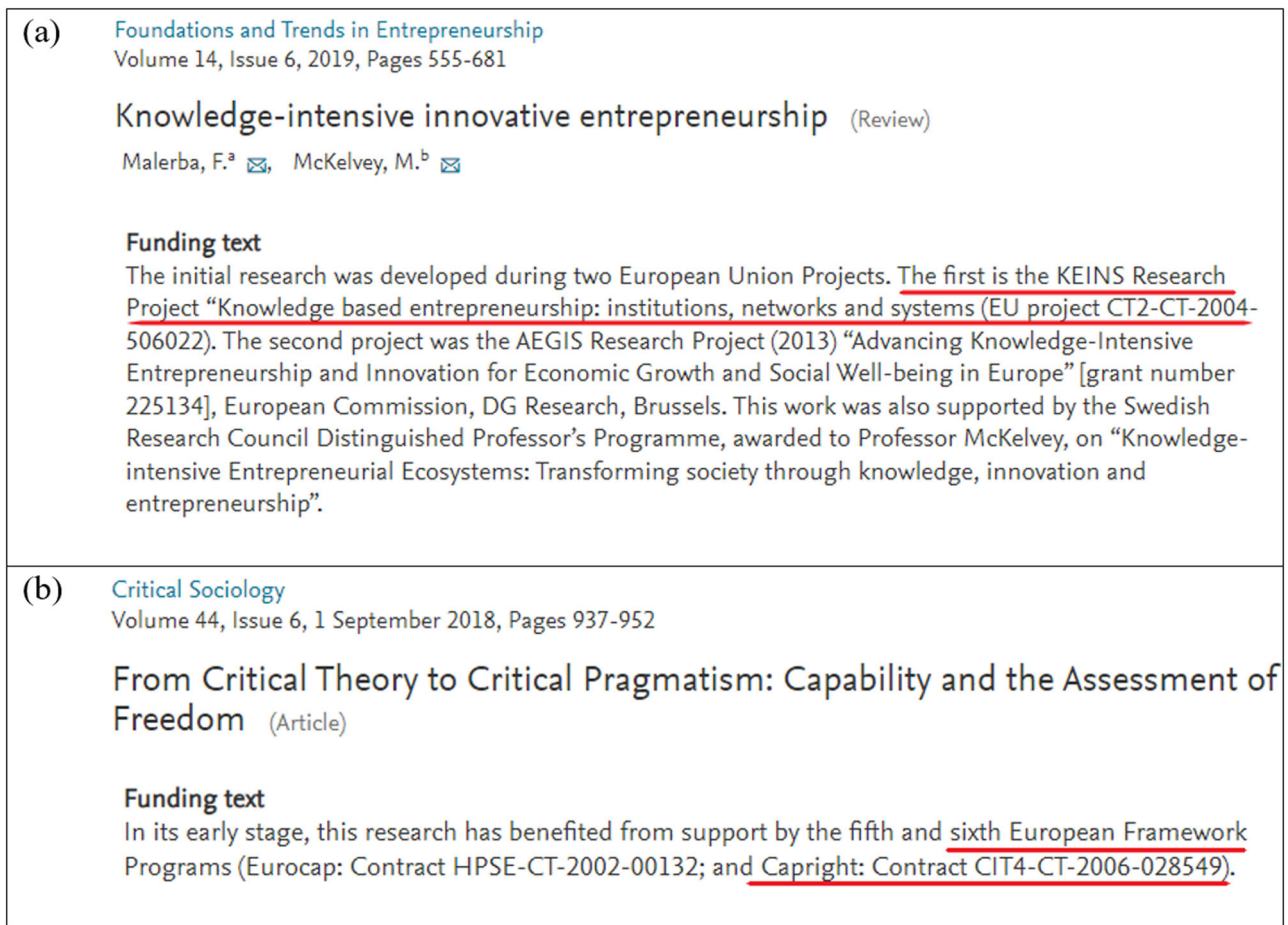 (a)
Foundations and Trends in Entrepreneurship
Volume 14, Issue 6, 2019, Pages 555-681
Knowledge-intensive innovative entrepreneurship (Review)
Malerba, F.ª, McKelvey, M.ᵇ
Funding text
The initial research was developed during two European Union Projects. The first is the KEINS Research
Project “Knowledge based entrepreneurship: institutions, networks and systems (EU project CT2-CT-2004-
506022). The second project was the AEGIS Research Project (2013) “Advancing Knowledge-Intensive
Entrepreneurship and Innovation for Economic Growth and Social Well-being in Europe” [grant number
225134], European Commission, DG Research, Brussels. This work was also supported by the Swedish
Research Council Distinguished Professor’s Programme, awarded to Professor McKelvey, on “Knowledge-
intensive Entrepreneurial Ecosystems: Transforming society through knowledge, innovation and
entrepreneurship”.
(b)
Critical Sociology
Volume 44, Issue 6, 1 September 2018, Pages 937-952
From Critical Theory to Critical Pragmatism: Capability and the Assessment of
Freedom (Article)
Funding text
In its early stage, this research has benefited from support by the fifth and sixth European Framework
Programs (Eurocap: Contract HPSE-CT-2002-00132; and Capright: Contract CIT4-CT-2006-028549).